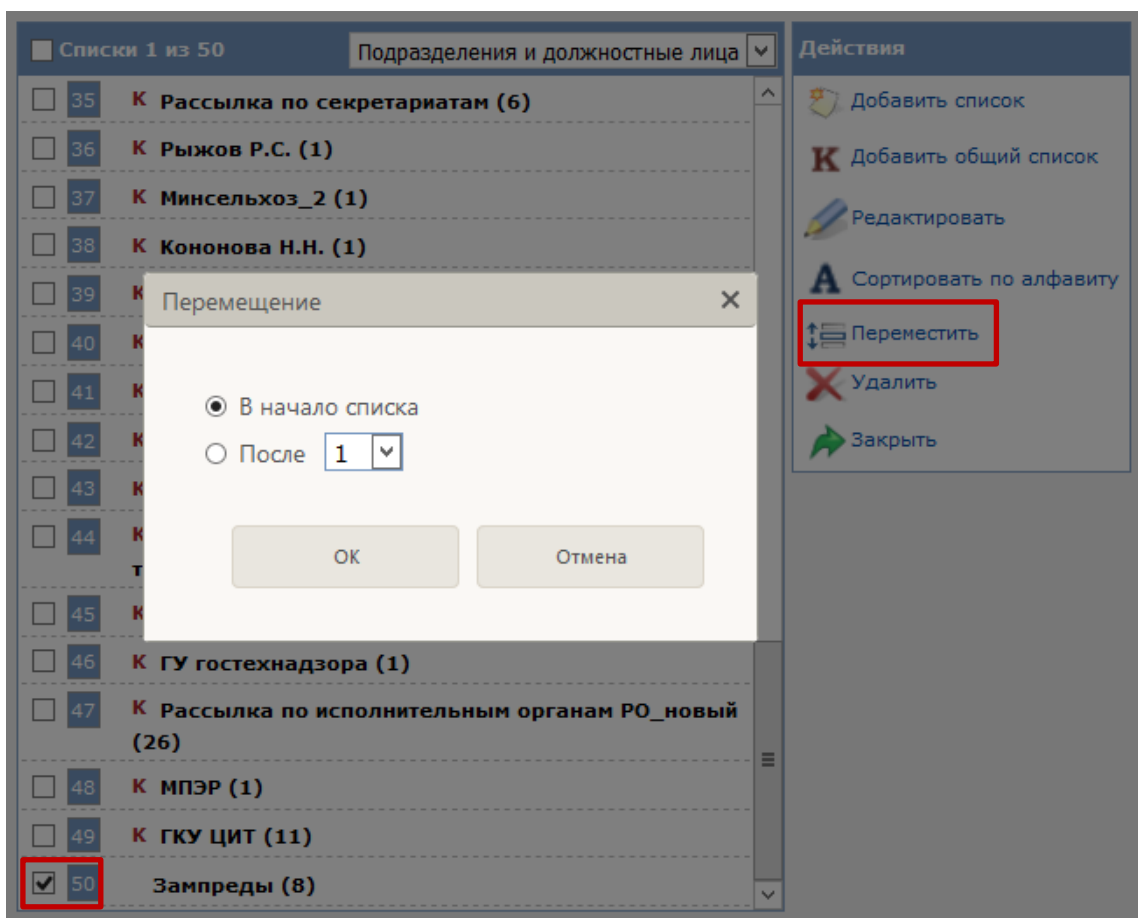 Списки 1 из 50
Подразделения и должностные лица
35 К Рассылка по секретариатам (6)
36 К Рыжов Р.С. (1)
37 К Минсельхоз_2 (1)
38 К Кононова Н.Н. (1)
39 К
40 К
41 К
42 К
43 К
44 К
т
45 К
46 К ГУ гостехнадзора (1)
47 К Рассылка по исполнительным органам РО_новый
(26)
48 К МПЭР (1)
49 К ГКУ ЦИТ (11)
50 Зампреды (8)
Перемещение
В начало списка
После 1
ОК
Отмена
Действия
Добавить список
К Добавить общий список
Редактировать
А Сортировать по алфавиту
Переместить
Удалить
Закрыть